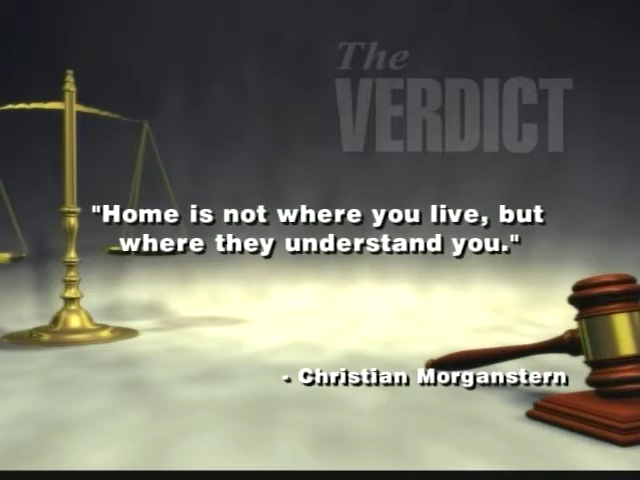 The
VERDICT
"Home is not where you live, but
where they understand you."
- Christian Morganstern